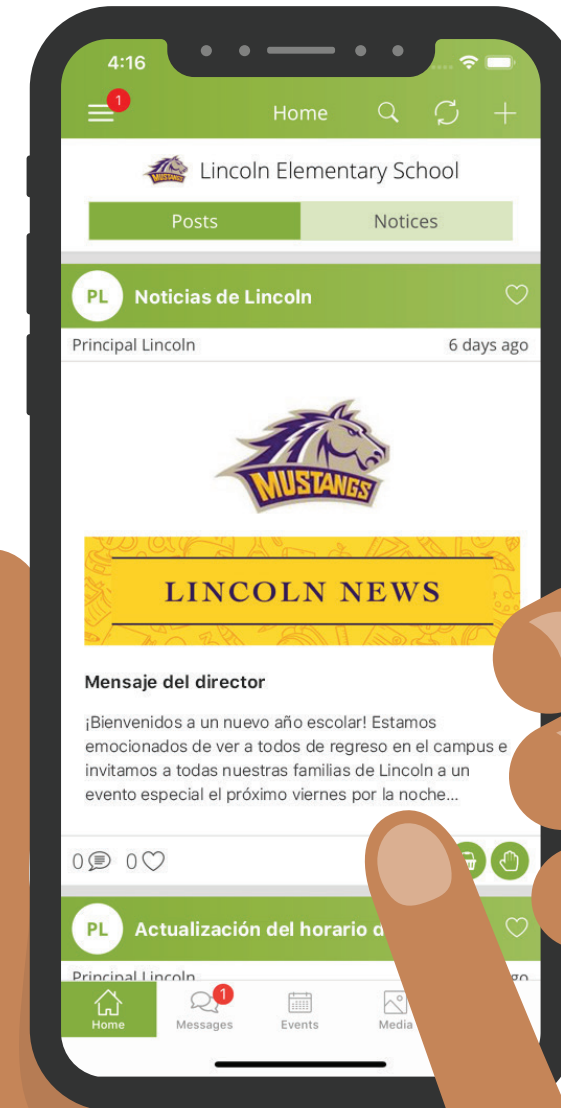 4:16
1
Home
MUSTANGS
Lincoln Elementary School
Posts
Notices
PL
Noticias de Lincoln
Principal Lincoln
6 days ago
MUSTANGS
LINCOLN NEWS
Mensaje del director
¡Bienvenidos a un nuevo año escolar! Estamos
emocionados de ver a todos de regreso en el campus e
invitamos a todas nuestras familias de Lincoln a un
evento especial el próximo viernes por la noche...
0
0
PL
Actualización del horario d
Principal Lincoln
go
Home
1
Messages
Events
Media